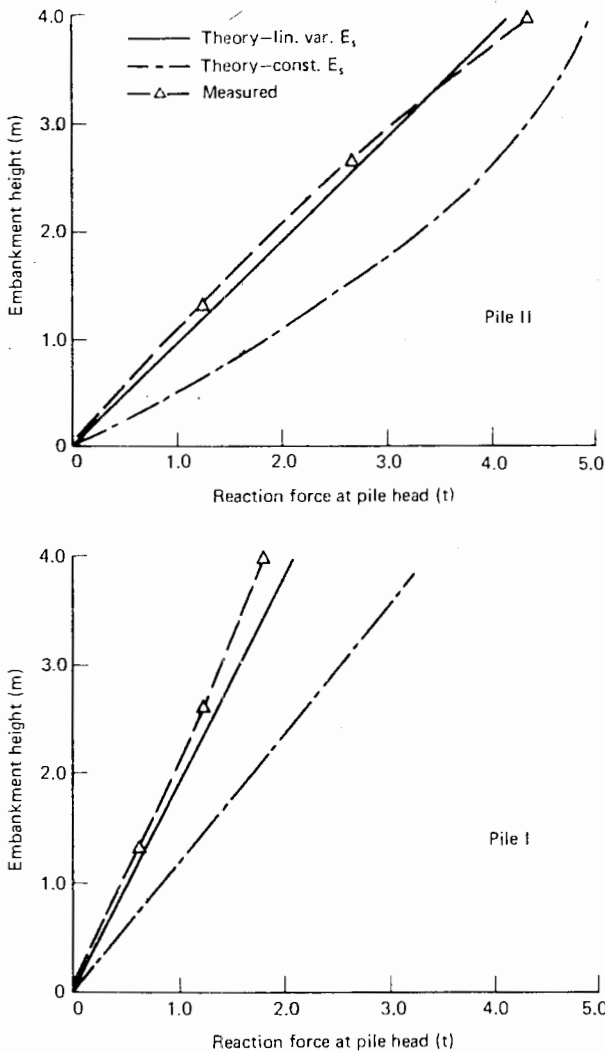 4.0
3.0
2.0
1.0
0
Embankment height (m)
Theory—lin. var. Es
Theory—const. Es
Measured
Pile II
0 1.0 2.0 3.0 4.0 5.0
Reaction force at pile head (t)
4.0
3.0
2.0
1.0
0
Embankment height (m)
Pile I
0 1.0 2.0 3.0 4.0 5.0
Reaction force at pile head (t)